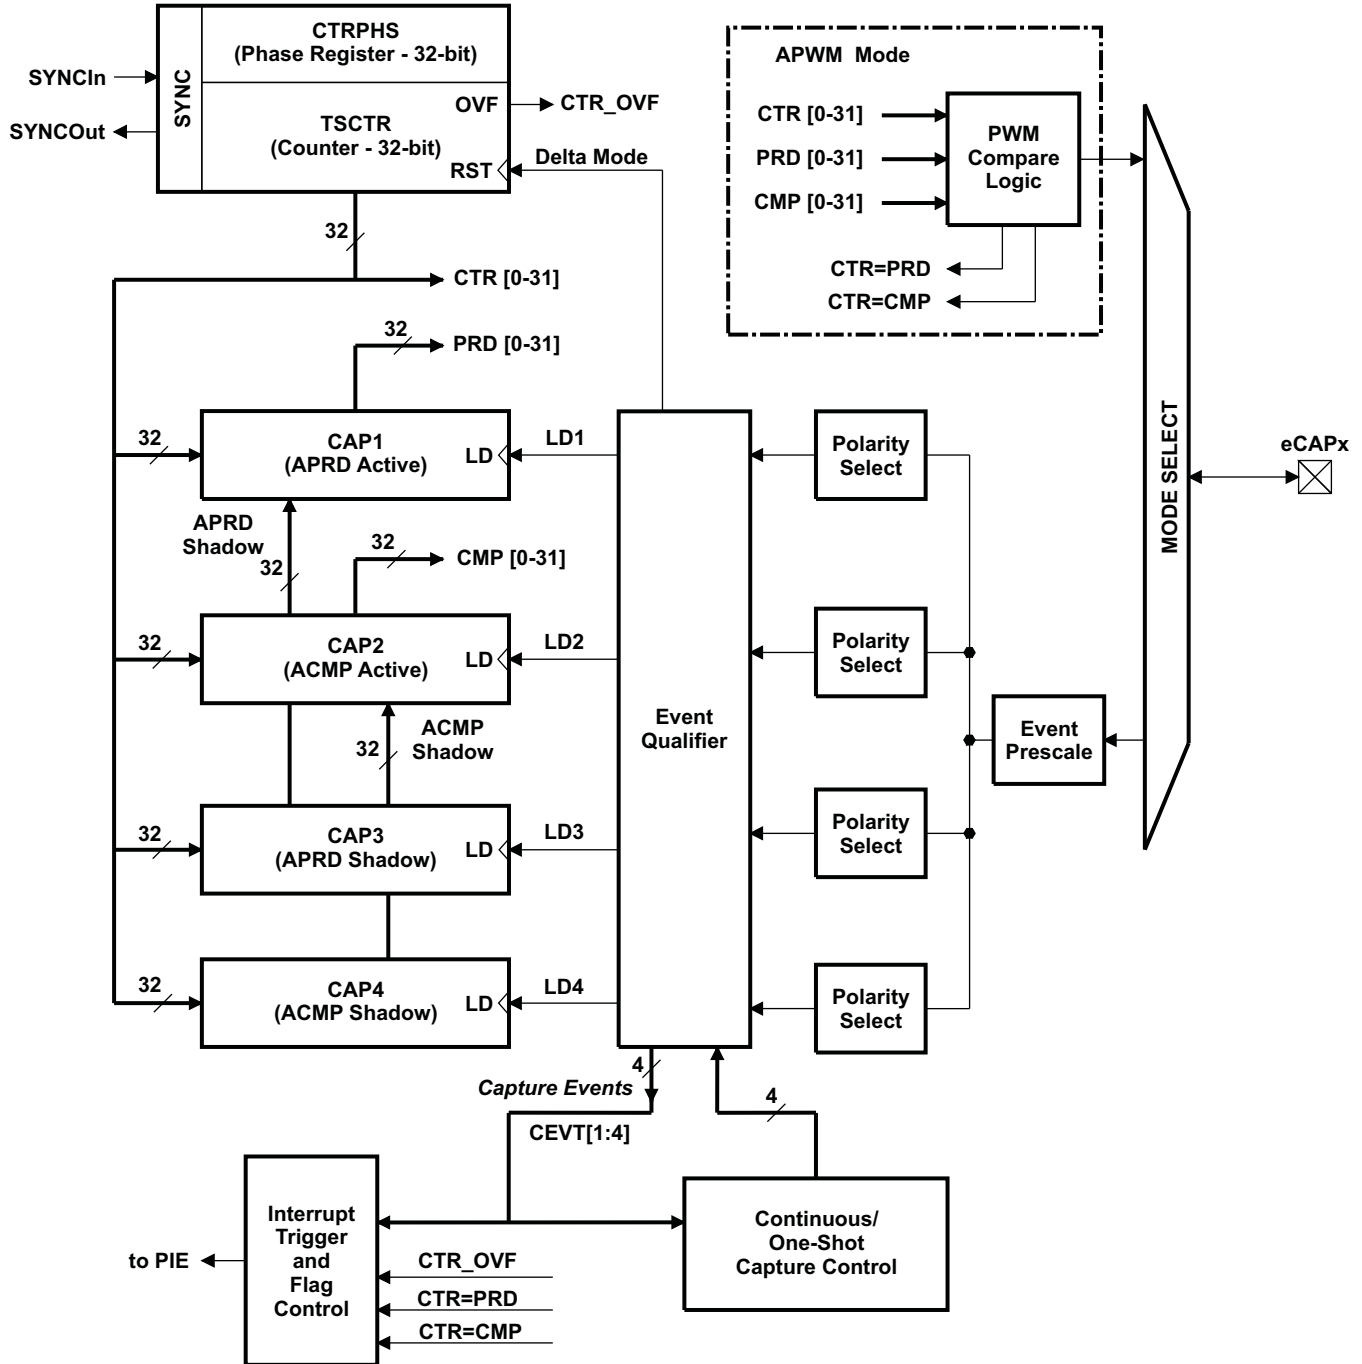 CTRPHS
(Phase Register - 32-bit)
SYNC
SYNCIn
SYNCOut
OVF
CTR_OVF
TSCTR
(Counter - 32-bit)
RST
Delta Mode
32
CTR [0-31]
32
PRD [0-31]
APWM Mode
CTR [0-31]
PRD [0-31]
CMP [0-31]
PWM
Compare
Logic
CTR=PRD
CTR=CMP
MODE SELECT
eCAPx
32
CAP1
(APRD Active)
LD
LD1
Polarity
Select
APRD
Shadow
32
32
CMP [0-31]
32
CAP2
(ACMP Active)
LD
LD2
Polarity
Select
ACMP
Shadow
32
Event
Qualifier
Event
Prescale
32
CAP3
(APRD Shadow)
LD
LD3
Polarity
Select
32
CAP4
(ACMP Shadow)
LD
LD4
Polarity
Select
4
Capture Events
CEVT[1:4]
4
Interrupt
Trigger
and
Flag
Control
to PIE
CTR_OVF
CTR=PRD
CTR=CMP
Continuous/
One-Shot
Capture Control